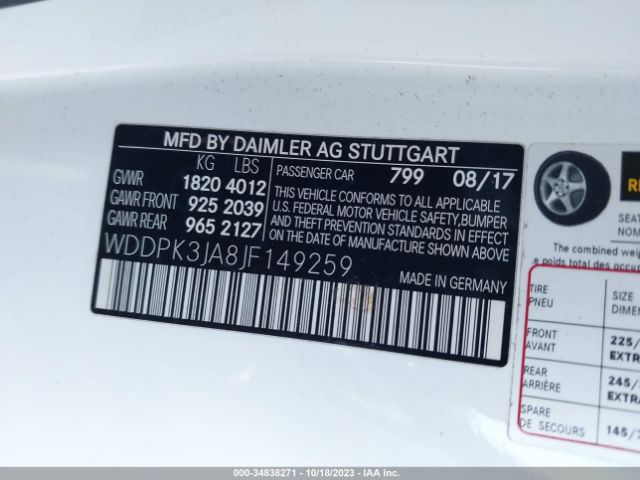 MFD BY DAIMLER AG STUTTGART
KG LBS
GVWR 1820 4012
GAWR FRONT 925 2039
GAWR REAR 965 2127
PASSENGER CAR 799 08/17
THIS VEHICLE CONFORMS TO ALL APPLICABLE
U.S. FEDERAL MOTOR VEHICLE SAFETY, BUMPER
AND THEFT PREVENTION STANDARDS IN EFFECT
ON THE DATE OF MANUFACTURE SHOWN ABOVE.
WDDPK3JA8JF149259
MADE IN GERMANY
SEAT
NOM
The combined weig
TIRE
PNEU
SIZE
DIME
FRONT
AVANT
225/
EXTR
REAR
ARRIÈRE
245/
EXTRA
SPARE
DE SECOURS
145/
000-34838271 - 10/18/2023 - IAA Inc.